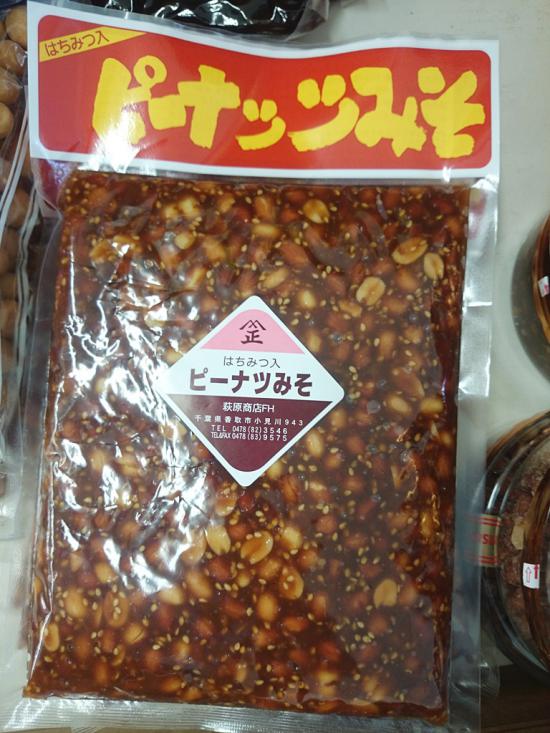 はちみつ入
ピーナッツみそ
正
はちみつ入
ピーナツみそ
萩原商店FH
千葉県香取市小見川943
TEL 0478(82)3546
TEL&FAX 0478(83)9575